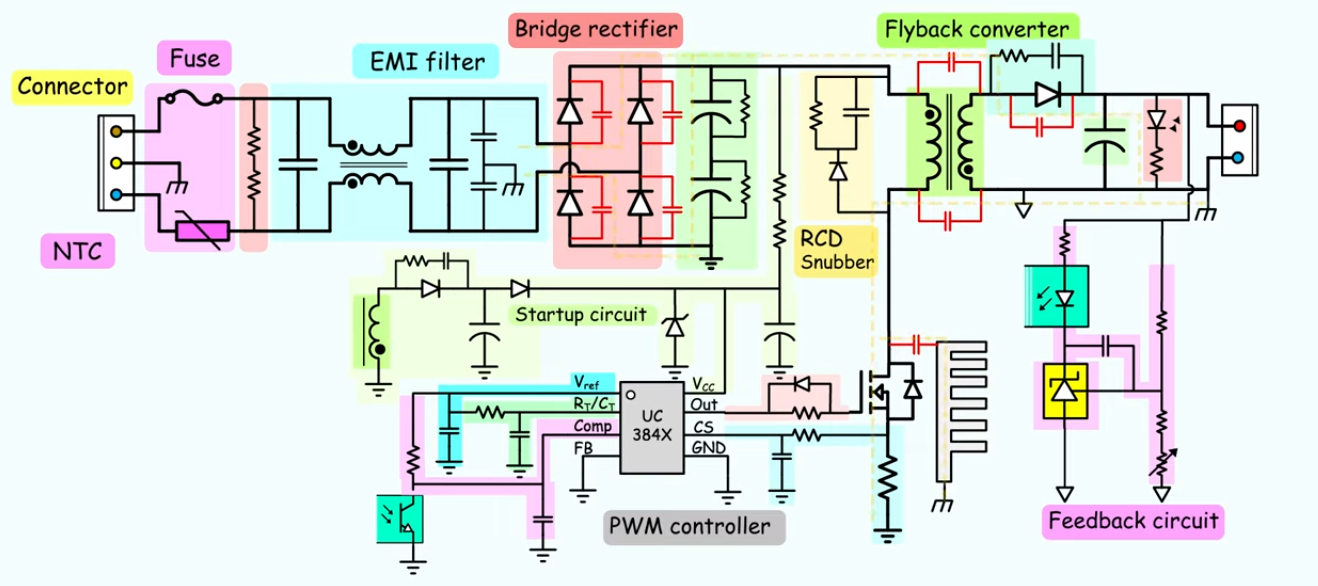 Bridge rectifier
Flyback converter
Fuse
EMI filter
Connector
NTC
RCD
Snubber
Startup circuit
Vref
VCC
RT/CT
Out
UC
384X
Comp
CS
FB
GND
PWM controller
Feedback circuit